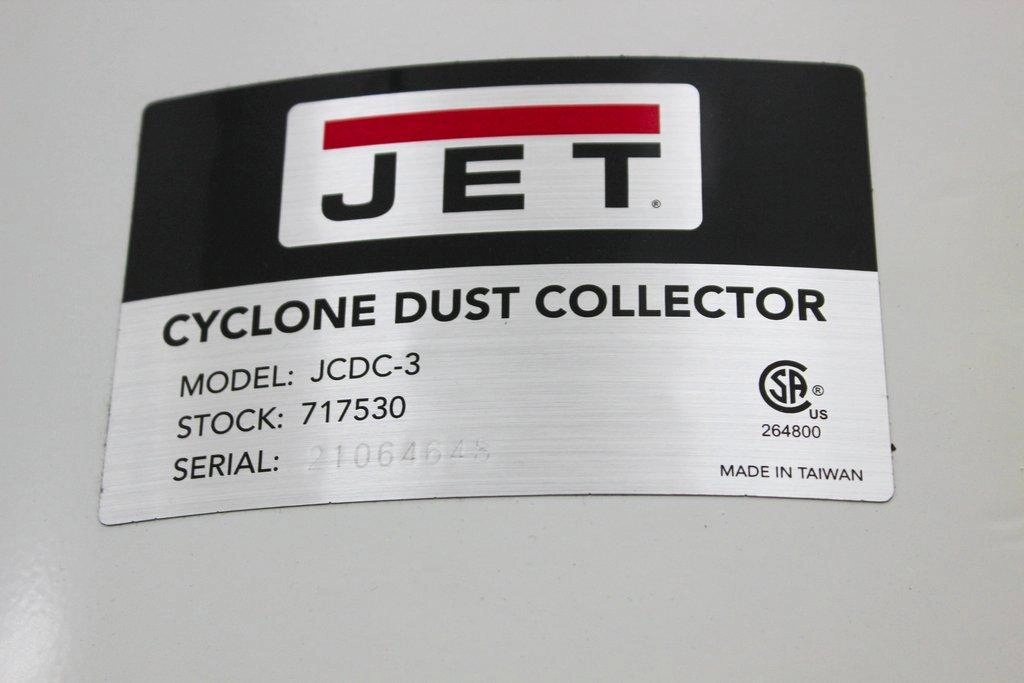 JET®
CYCLONE DUST COLLECTOR
MODEL: JCDC-3
STOCK: 717530
SERIAL:
CSA®
US
264800
MADE IN TAIWAN